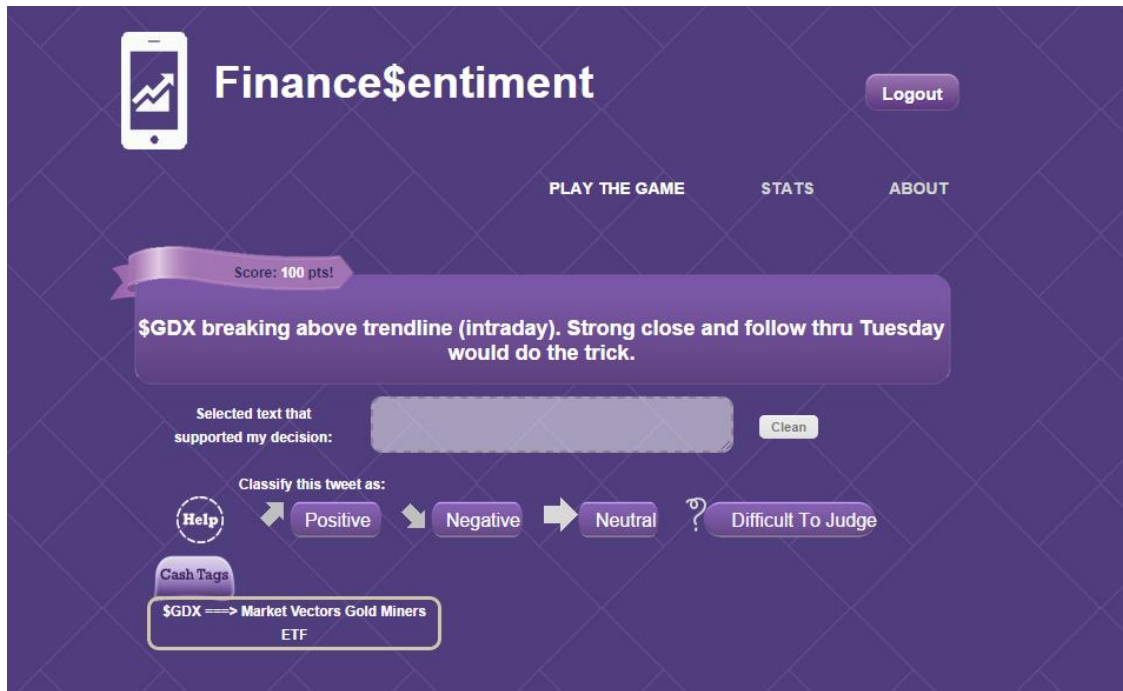 Finance$entiment
Logout
PLAY THE GAME STATS ABOUT
Score: 100 pts!
$GDX breaking above trendline (intraday). Strong close and follow thru Tuesday
would do the trick.
Selected text that
supported my decision:
Clean
Classify this tweet as:
Help Positive Negative Neutral Difficult To Judge
Cash Tags
$GDX ===> Market Vectors Gold Miners
ETF